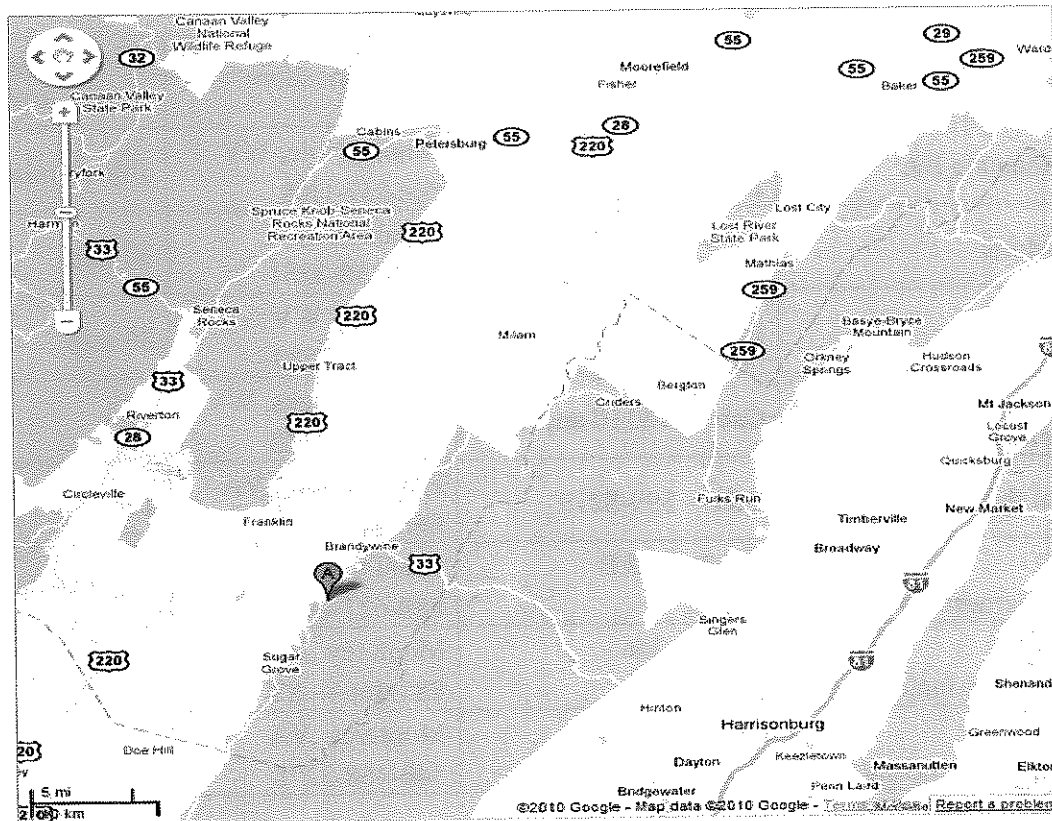 Canaan Valley
National
Wildlife Refuge
32
Canaan Valley
State Park
55
29
259
Moorefield
Fisher
55
Baker
55
Cabins
55
Petersburg
55
28
220
Spruce Knob-Seneca
Rocks National
Recreation Area
220
Lost City
Lost River
State Park
33
55
Mathias
259
Seneca
Rocks
220
Milam
Basye-Bryce
Mountain
259
Orkney
Springs
Hudson
Crossroads
Upper Tract
33
Bergton
Criders
Riverton
28
220
Mt Jackson
Locust
Grove
Quicksburg
Circleville
Fulks Run
New Market
Franklin
Timberville
Brandywine
Broadway
33
A
81
Singers
Glen
220
Sugar
Grove
81
Hinton
Harrisonburg
Greenwood
Doe Hill
Dayton
Keezletown
Massanutten
5 mi
Bridgewater
Penn Laird
©2010 Google - Map data ©2010 Google - Terms
Report a problem